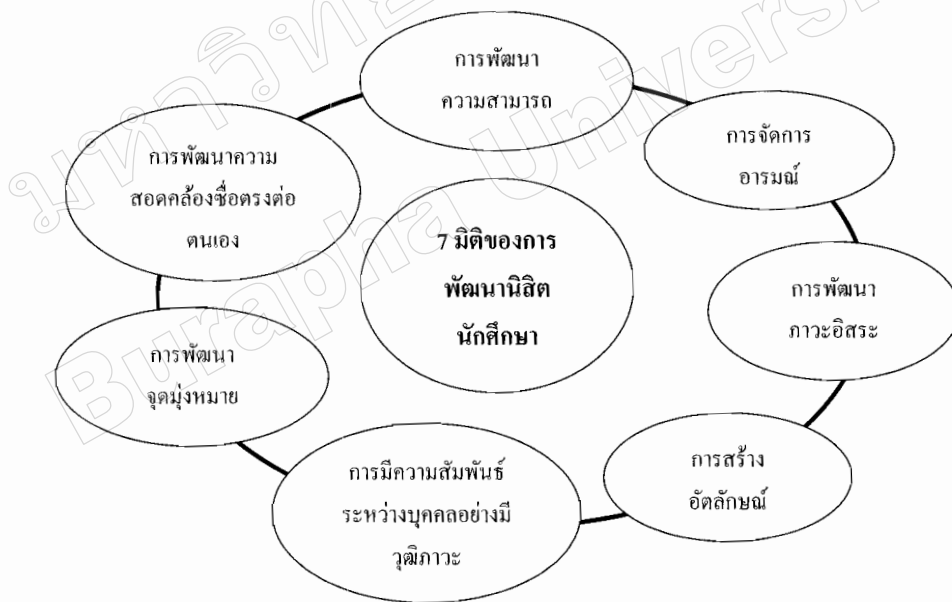 การพัฒนา
ความสามารถ
การจัดการ
อารมณ์
การพัฒนา
ภาวะอิสระ
การสร้าง
อัตลักษณ์
การมีความสัมพันธ์
ระหว่างบุคคลอย่างมี
วุฒิภาวะ
การพัฒนา
จุดมุ่งหมาย
การพัฒนาความ
สอดคล้องซื่อตรงต่อ
ตนเอง
7 มิติของการ
พัฒนานิสิต
นักศึกษา
Burapha Universi